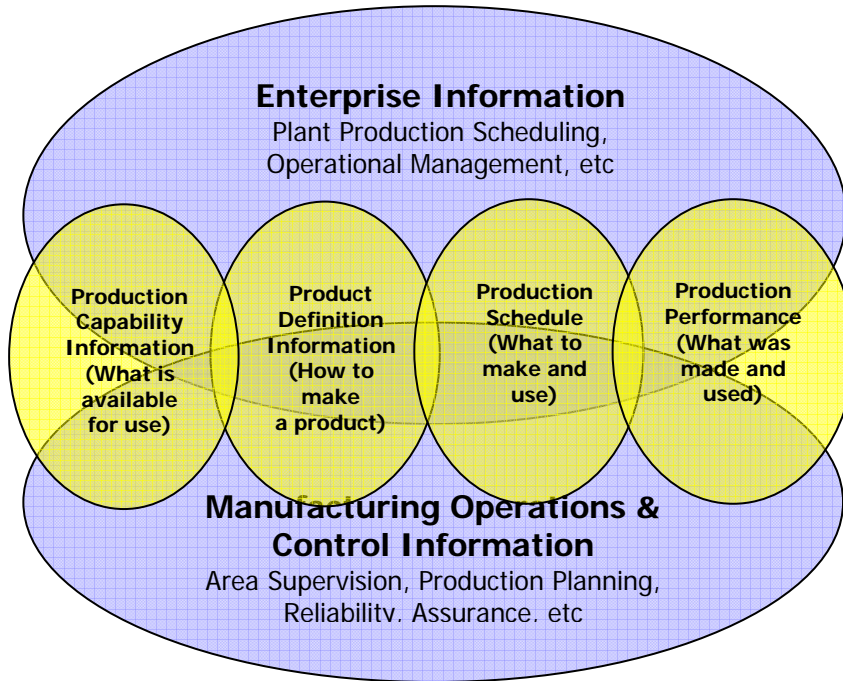 Enterprise Information
Plant Production Scheduling,
Operational Management, etc
Production
Capability
Information
(What is
available
for use)
Product
Definition
Information
(How to
make
a product)
Production
Schedule
(What to
make and
use)
Production
Performance
(What was
made and
used)
Manufacturing Operations &
Control Information
Area Supervision, Production Planning,
Reliability, Assurance, etc